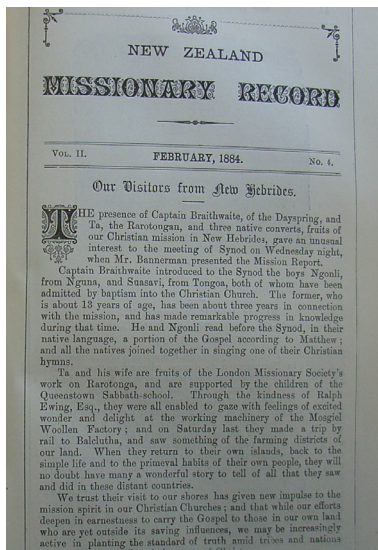 NEW ZEALAND
MISSIONARY RECORD
VOL. II.
FEBRUARY, 1884.
No. 4.
Our Visitors from New Hebrides.
THE presence of Captain Braithwaite, of the Dayspring, and
Ta, the Rarotongan, and three native converts, fruits of
our Christian mission in New Hebrides, gave an unusual
interest to the meeting of Synod on Wednesday night,
when Mr. Bannerman presented the Mission Report.
Captain Braithwaite introduced to the Synod the boys Ngonli,
from Nguna, and Suasavi, from Tongoa, both of whom have been
admitted by baptism into the Christian Church. The former, who
is about 13 years of age, has been about three years in connection
with the mission, and has made remarkable progress in knowledge
during that time. He and Ngonli read before the Synod, in their
native language, a portion of the Gospel according to Matthew ;
and all the natives joined together in singing one of their Christian
hymns.
Ta and his wife are fruits of the London Missionary Society's
work on Rarotonga, and are supported by the children of the
Queenstown Sabbath-school. Through the kindness of Ralph
Ewing, Esq., they were all enabled to gaze with feelings of excited
wonder and delight at the working machinery of the Mosgiel
Woollen Factory ; and on Saturday last they made a trip by
rail to Balclutha, and saw something of the farming districts of
our land. When they return to their own islands, back to the
simple life and to the primeval habits of their own people, they will
no doubt have many a wonderful story to tell of all that they saw
and did in these distant countries.
We trust their visit to our shores has given new impulse to the
mission spirit in our Christian Churches ; and that while our efforts
deepen in earnestness to carry the Gospel to those in our own land
who are yet outside its saving influences, we may be increasingly
active in planting the standard of truth amid tribes and nations